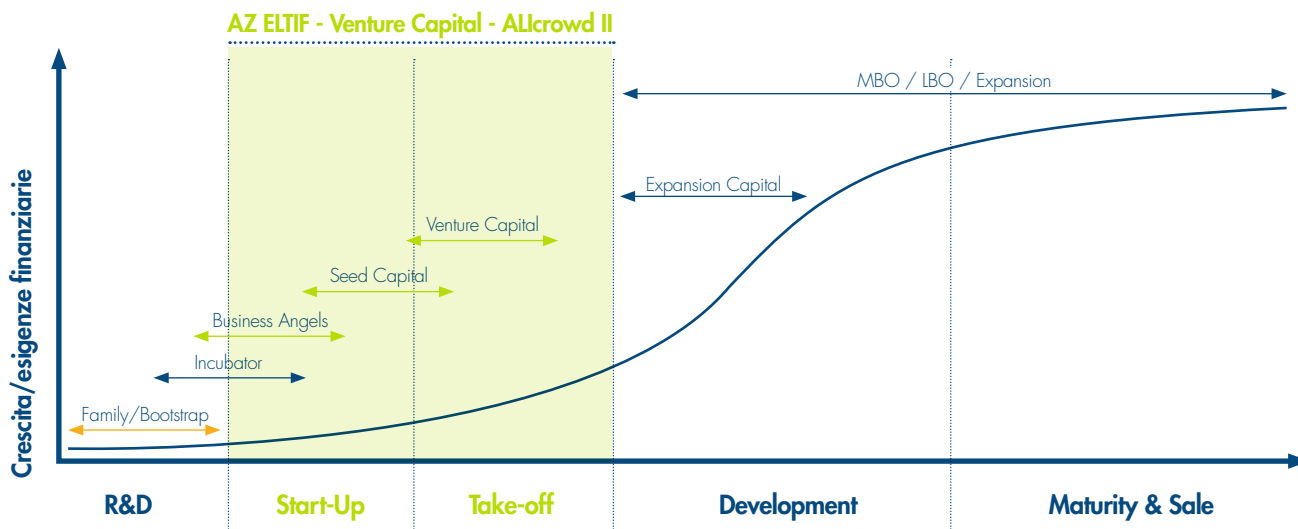 AZ ELTIF - Venture Capital - ALIcrowd II
MBO / LBO / Expansion
Expansion Capital
Venture Capital
Seed Capital
Business Angels
Incubator
Family/Bootstrap
Crescita/esigenze finanziarie
R&D
Start-Up
Take-off
Development
Maturity & Sale